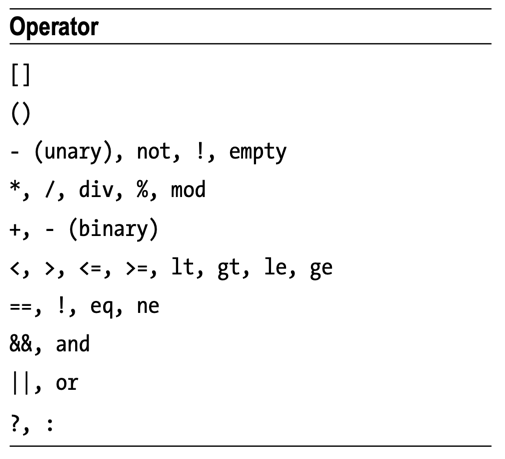 Operator
[]
()
- (unary), not, !, empty
*, /, div, %, mod
+, - (binary)
<, >, <=, >=, lt, gt, le, ge
==, !, eq, ne
&&, and
||, or
?, :